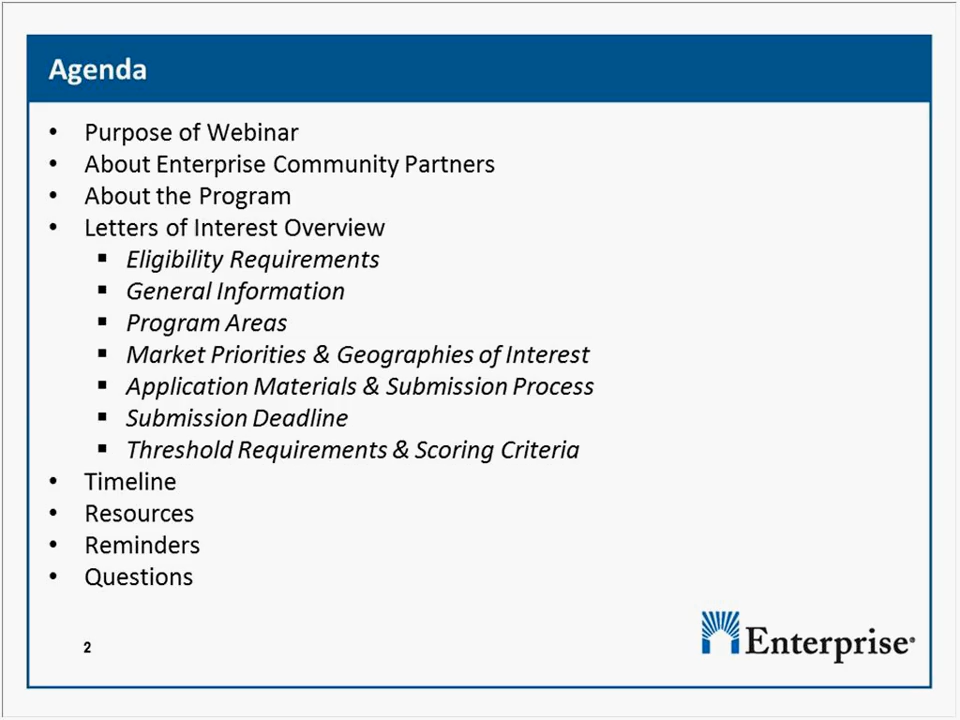 Agenda
• Purpose of Webinar
• About Enterprise Community Partners
• About the Program
• Letters of Interest Overview
▪ Eligibility Requirements
▪ General Information
▪ Program Areas
▪ Market Priorities & Geographies of Interest
▪ Application Materials & Submission Process
▪ Submission Deadline
▪ Threshold Requirements & Scoring Criteria
• Timeline
• Resources
• Reminders
• Questions
2
Enterprise®